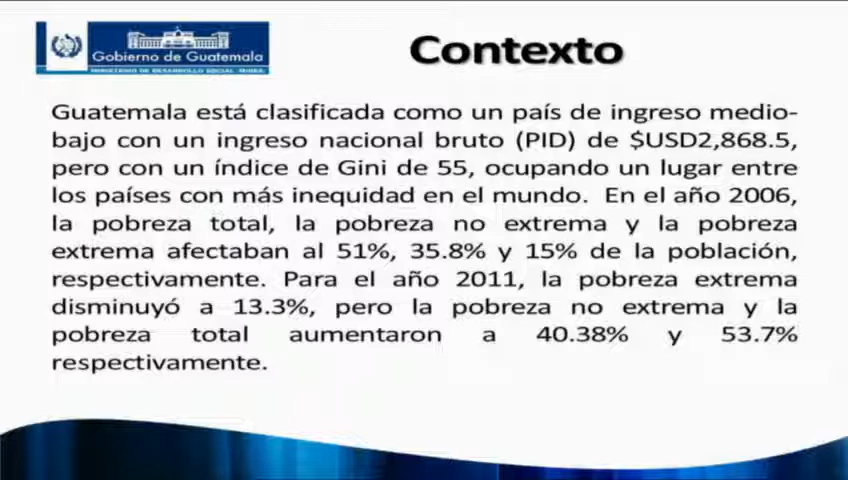 Gobierno de Guatemala
MINISTERIO DE DESARROLLO SOCIAL
Contexto
Guatemala está clasificada como un país de ingreso medio-
bajo con un ingreso nacional bruto (PID) de $USD2,868.5,
pero con un índice de Gini de 55, ocupando un lugar entre
los países con más inequidad en el mundo. En el año 2006,
la pobreza total, la pobreza no extrema y la pobreza
extrema afectaban al 51%, 35.8% y 15% de la población,
respectivamente. Para el año 2011, la pobreza extrema
disminuyó a 13.3%, pero la pobreza no extrema y la
pobreza total aumentaron a 40.38% y 53.7%
respectivamente.